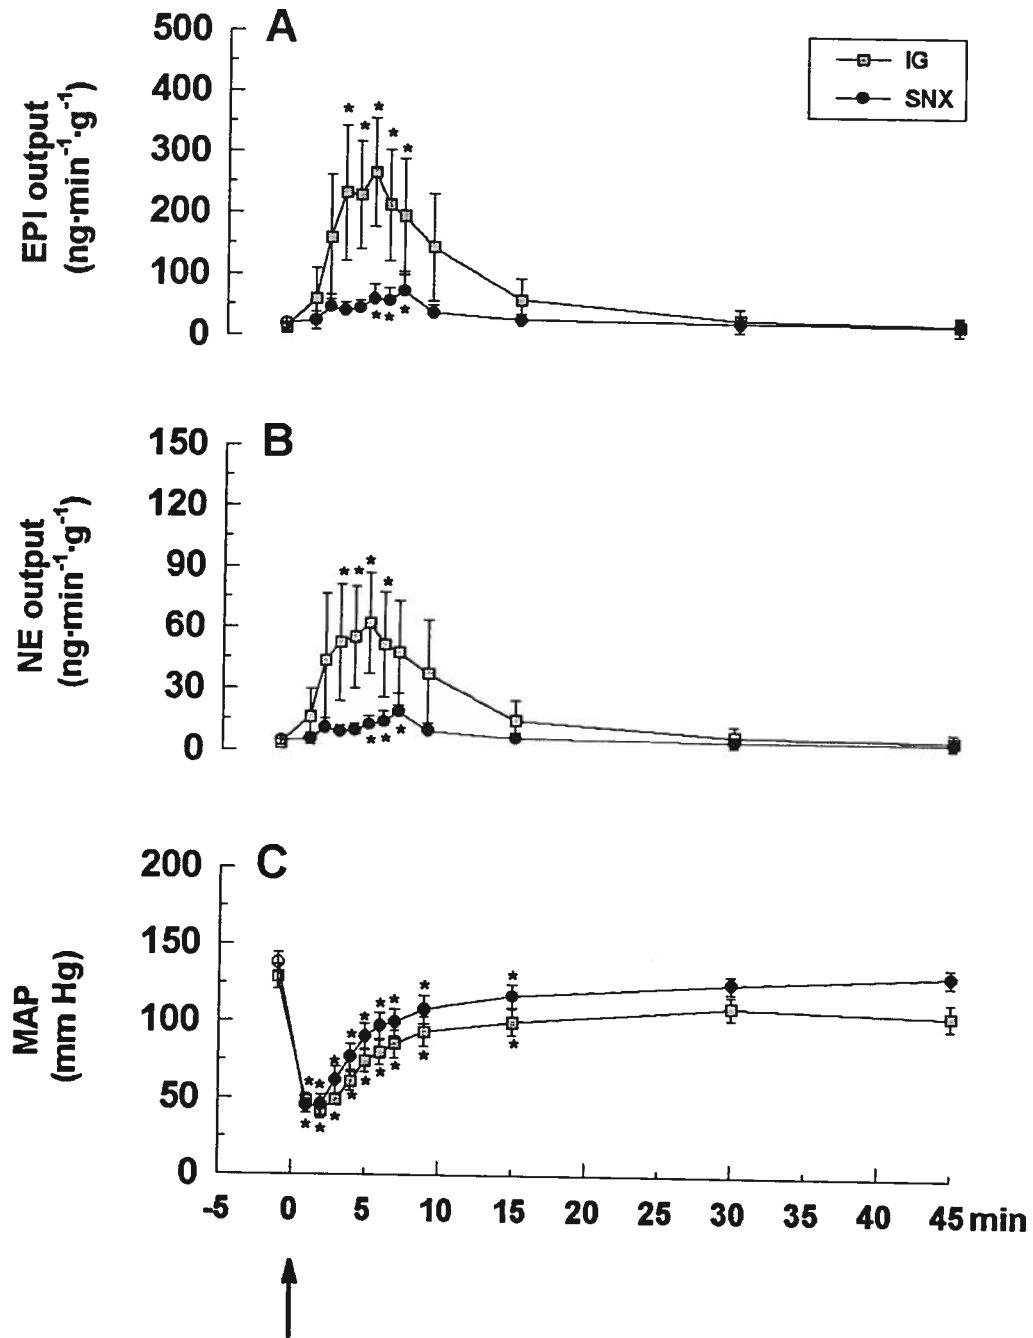 A
500
400
300
200
100
0
EPI output
(ng·min⁻¹·g⁻¹)
IG
SNX
* * * * *
* * *
B
150
120
90
60
30
0
NE output
(ng·min⁻¹·g⁻¹)
* * * *
* * *
C
200
150
100
50
0
MAP
(mm Hg)
* * * * * * * * *
* * * * * * * * *
-5 0 5 10 15 20 25 30 35 40 45 min